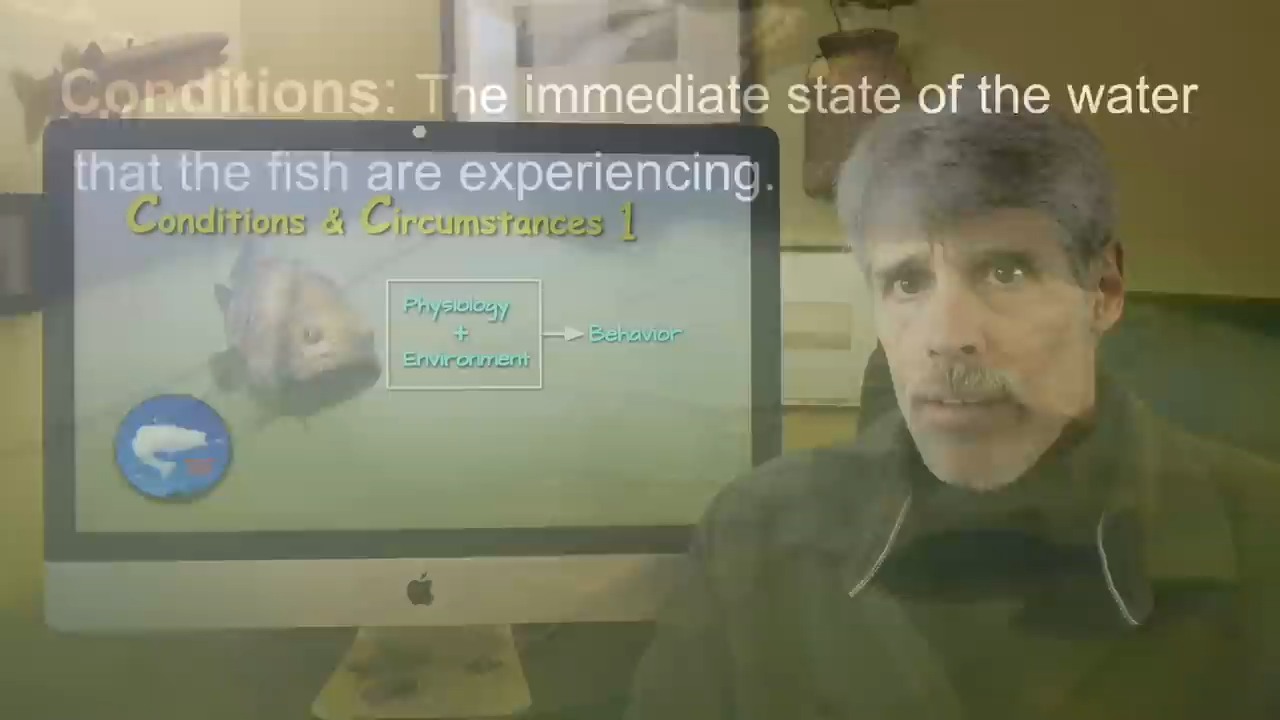 Conditions: The immediate state of the water
that the fish are experiencing.
Conditions & Circumstances 1
Physiology
+
Environment
Behavior